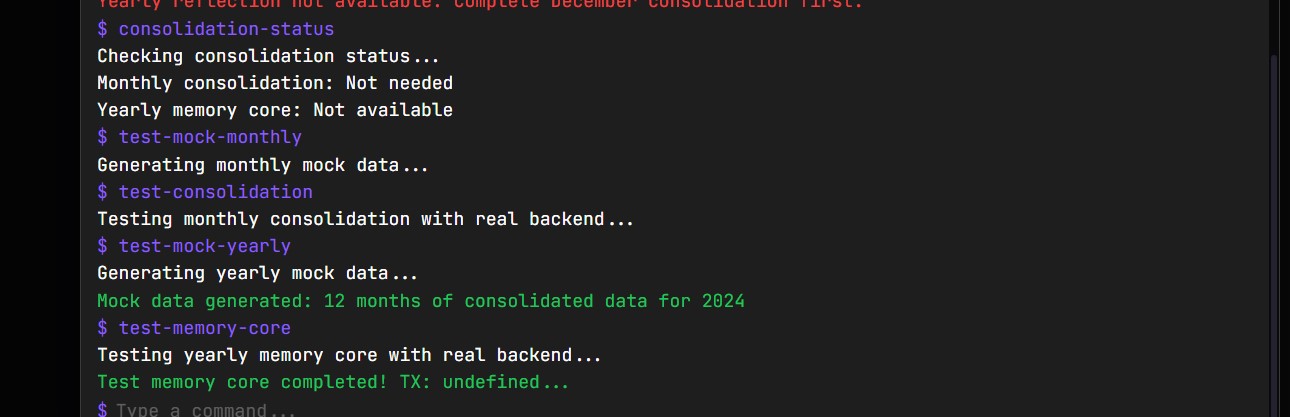 Yearly reflection not available. Complete December consolidation first.
$ consolidation-status
Checking consolidation status...
Monthly consolidation: Not needed
Yearly memory core: Not available
$ test-mock-monthly
Generating monthly mock data...
$ test-consolidation
Testing monthly consolidation with real backend...
$ test-mock-yearly
Generating yearly mock data...
Mock data generated: 12 months of consolidated data for 2024
$ test-memory-core
Testing yearly memory core with real backend...
Test memory core completed! TX: undefined...
$ Type a command...